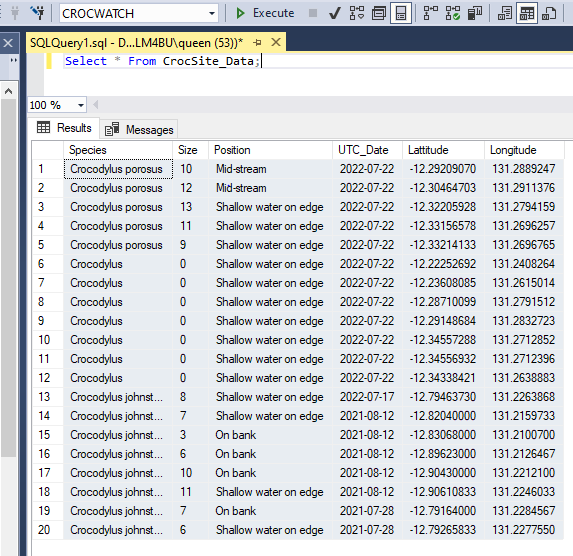 CROCWATCH Execute
SQLQuery1.sql - D...LM4BU\queen (53))*
Select * From CrocSite_Data;
100 %
Results Messages
Species Size Position UTC_Date Lattitude Longitude
1 Crocodylus porosus 10 Mid-stream 2022-07-22 -12.29209070 131.2889247
2 Crocodylus porosus 12 Mid-stream 2022-07-22 -12.30464703 131.2911376
3 Crocodylus porosus 13 Shallow water on edge 2022-07-22 -12.32205928 131.2794159
4 Crocodylus porosus 11 Shallow water on edge 2022-07-22 -12.33156578 131.2696257
5 Crocodylus porosus 9 Shallow water on edge 2022-07-22 -12.33214133 131.2696765
6 Crocodylus 0 Shallow water on edge 2022-07-22 -12.22252692 131.2408264
7 Crocodylus 0 Shallow water on edge 2022-07-22 -12.23608085 131.2615014
8 Crocodylus 0 Shallow water on edge 2022-07-22 -12.28710099 131.2791512
9 Crocodylus 0 Shallow water on edge 2022-07-22 -12.29148684 131.2832723
10 Crocodylus 0 Shallow water on edge 2022-07-22 -12.34557288 131.2712852
11 Crocodylus 0 Shallow water on edge 2022-07-22 -12.34556932 131.2712396
12 Crocodylus 0 Shallow water on edge 2022-07-22 -12.34338421 131.2638883
13 Crocodylus johnst... 8 Shallow water on edge 2022-07-17 -12.79463730 131.2263868
14 Crocodylus johnst... 7 Shallow water on edge 2021-08-12 -12.82040000 131.2159733
15 Crocodylus johnst... 3 On bank 2021-08-12 -12.83068000 131.2100700
16 Crocodylus johnst... 6 On bank 2021-08-12 -12.89623000 131.2126467
17 Crocodylus johnst... 10 On bank 2021-08-12 -12.90430000 131.2212100
18 Crocodylus johnst... 11 Shallow water on edge 2021-08-12 -12.90610833 131.2246033
19 Crocodylus johnst... 7 On bank 2021-07-28 -12.79164000 131.2284567
20 Crocodylus johnst... 6 Shallow water on edge 2021-07-28 -12.79265833 131.2277550